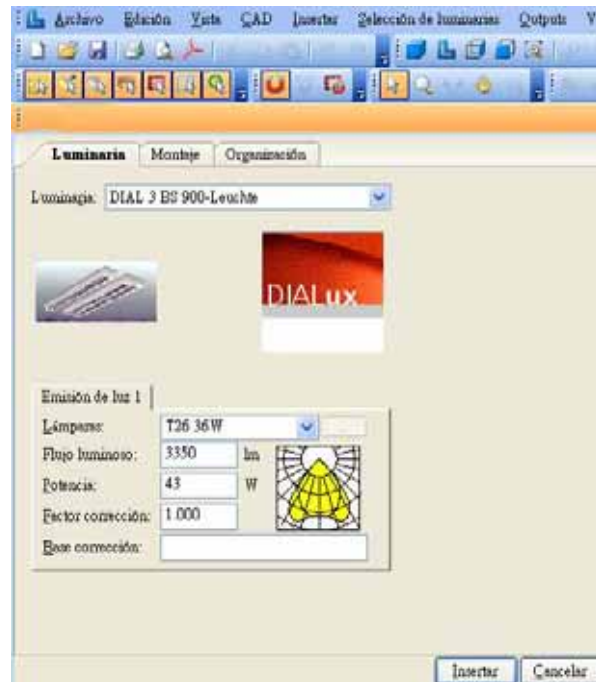 Archivo Edición Vista CAD Insertar Selección de luminarias Outputs V
Luminaria Montaje Organización
Luminaria: DIAL 3 BS 900-Leuchte
DIALux
Emisión de luz 1
Lámparas: T26 36W
Flujo luminoso: 3350 lm
Potencia: 43 W
Factor corrección: 1.000
Base corrección:
Insertar Cancelar